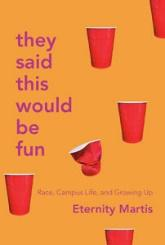 they
said
this
would
be
fun
Race, Campus Life, and Growing Up
Eternity Martis